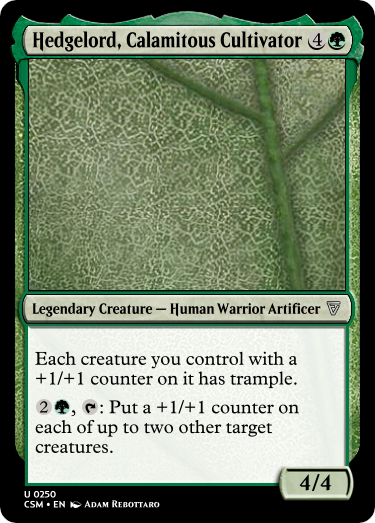 Hedgelord, Calamitous Cultivator 4
Legendary Creature — Human Warrior Artificer
Each creature you control with a
+1/+1 counter on it has trample.
2 , : Put a +1/+1 counter on
each of up to two other target
creatures.
4/4
U 0250
CSM • EN Adam Rebottaro